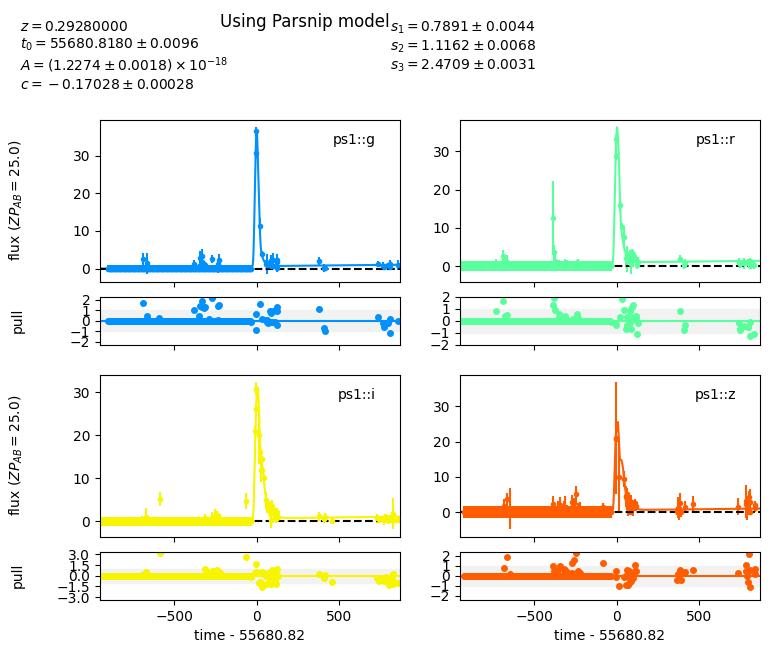 Using Parsnip model
z = 0.29280000
t0 = 55680.8180 ± 0.0096
A = (1.2274 ± 0.0018) × 10^−18
c = −0.17028 ± 0.00028
s1 = 0.7891 ± 0.0044
s2 = 1.1162 ± 0.0068
s3 = 2.4709 ± 0.0031
flux (ZP_AB = 25.0)
30
20
10
0
ps1::g
30
20
10
0
ps1::r
pull
2
1
0
−1
−2
2
1
0
−1
−2
flux (ZP_AB = 25.0)
30
20
10
0
ps1::i
30
20
10
0
ps1::z
pull
3.0
1.5
0.0
−1.5
−3.0
2
1
0
−1
−2
−500
0
500
−500
0
500
time - 55680.82
time - 55680.82